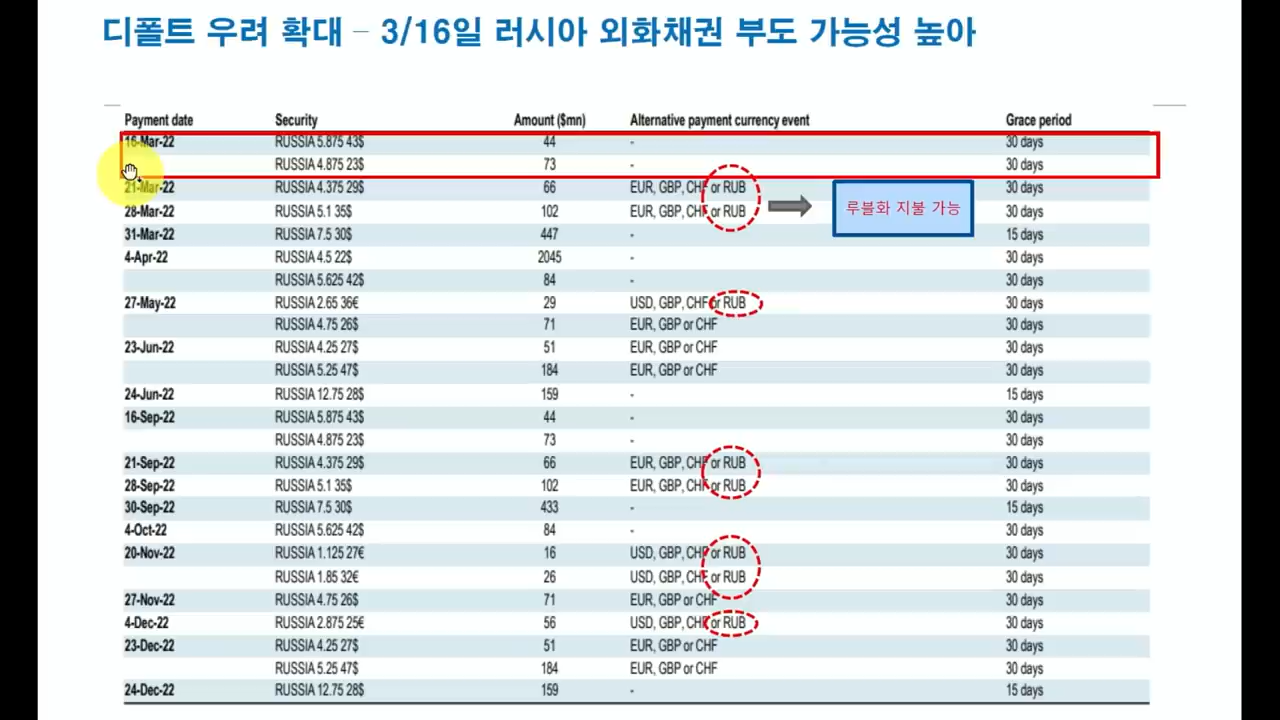 디폴트 우려 확대 – 3/16일 러시아 외화채권 부도 가능성 높아
Payment date Security Amount ($mn) Alternative payment currency event Grace period
16-Mar-22 RUSSIA 5.875 43$ 44 - 30 days
RUSSIA 4.875 23$ 73 - 30 days
21-Mar-22 RUSSIA 4.375 29$ 66 EUR, GBP, CHF or RUB 30 days
루블화 지불 가능
28-Mar-22 RUSSIA 5.1 35$ 102 EUR, GBP, CHF or RUB 30 days
31-Mar-22 RUSSIA 7.5 30$ 447 - 15 days
4-Apr-22 RUSSIA 4.5 22$ 2045 - 30 days
RUSSIA 5.625 42$ 84 - 30 days
27-May-22 RUSSIA 2.65 36€ 29 USD, GBP, CHF or RUB 30 days
RUSSIA 4.75 26$ 71 EUR, GBP or CHF 30 days
23-Jun-22 RUSSIA 4.25 27$ 51 EUR, GBP or CHF 30 days
RUSSIA 5.25 47$ 184 EUR, GBP or CHF 30 days
24-Jun-22 RUSSIA 12.75 28$ 159 - 15 days
16-Sep-22 RUSSIA 5.875 43$ 44 - 30 days
RUSSIA 4.875 23$ 73 - 30 days
21-Sep-22 RUSSIA 4.375 29$ 66 EUR, GBP, CHF or RUB 30 days
28-Sep-22 RUSSIA 5.1 35$ 102 EUR, GBP, CHF or RUB 30 days
30-Sep-22 RUSSIA 7.5 30$ 433 - 15 days
4-Oct-22 RUSSIA 5.625 42$ 84 - 30 days
20-Nov-22 RUSSIA 1.125 27€ 16 USD, GBP, CHF or RUB 30 days
RUSSIA 1.85 32€ 26 USD, GBP, CHF or RUB 30 days
27-Nov-22 RUSSIA 4.75 26$ 71 EUR, GBP or CHF 30 days
4-Dec-22 RUSSIA 2.875 25€ 56 USD, GBP, CHF or RUB 30 days
23-Dec-22 RUSSIA 4.25 27$ 51 EUR, GBP or CHF 30 days
RUSSIA 5.25 47$ 184 EUR, GBP or CHF 30 days
24-Dec-22 RUSSIA 12.75 28$ 159 - 15 days